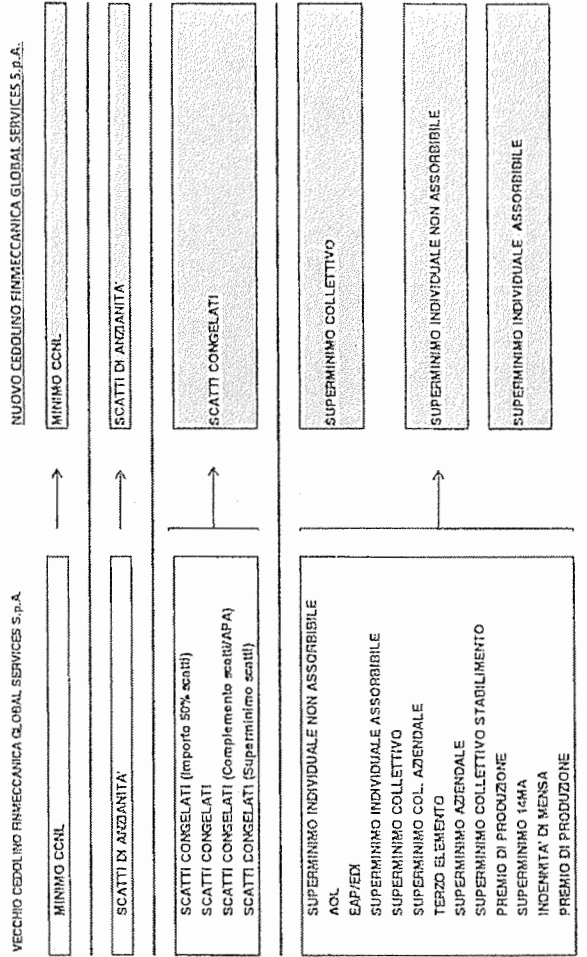 VECCHIO CEDOLINO FINMECCANICA GLOBAL SERVICES S.p.A.
NUOVO CEDOLINO FINMECCANICA GLOBAL SERVICES S.p.A.
MINIMO CCNL
MINIMO CCNL
SCATTI DI ANZIANITA'
SCATTI DI ANZIANITA'
SCATTI CONGELATI (Importo 50% scatti)
SCATTI CONGELATI
SCATTI CONGELATI (Complemento scatti/APA)
SCATTI CONGELATI (Superminimo scatti)
SCATTI CONGELATI
SUPERMINIMO INDIVIDUALE NON ASSORBIBILE
AOL
EAP/EDI
SUPERMINIMO INDIVIDUALE ASSORBIBILE
SUPERMINIMO COLLETTIVO
SUPERMINIMO COL. AZIENDALE
TERZO ELEMENTO
SUPERMINIMO AZIENDALE
SUPERMINIMO COLLETTIVO STABILIMENTO
PREMIO DI PRODUZIONE
SUPERMINIMO 14MA
INDENNITA' DI MENSA
PREMIO DI PRODUZIONE
SUPERMINIMO COLLETTIVO
SUPERMINIMO INDIVIDUALE NON ASSORBIBILE
SUPERMINIMO INDIVIDUALE ASSORBIBILE